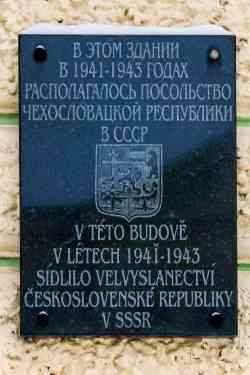 В ЭТОМ ЗДАНИИ
В 1941-1943 ГОДАХ
РАСПОЛАГАЛОСЬ ПОСОЛЬСТВО
ЧЕХОСЛОВАЦКОЙ РЕСПУБЛИКИ
В СССР
V TÉTO BUDOVĚ
V LÉTECH 1941-1943
SÍDLILO VELVYSLANECTVÍ
ČESKOSLOVENSKÉ REPUBLIKY
V SSSR